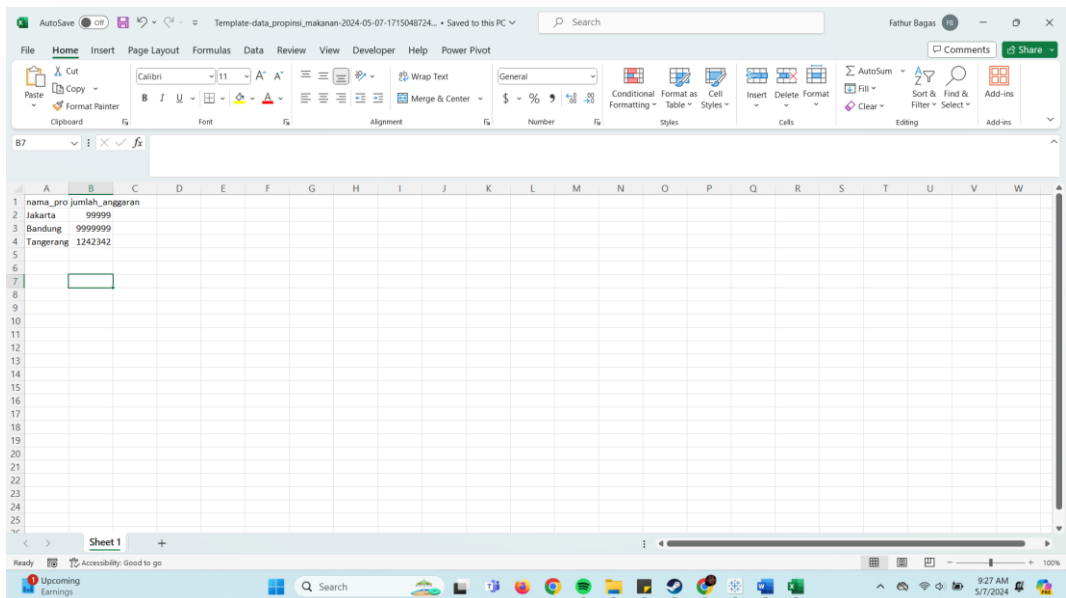 AutoSave Off Template-data_propinsi_makanan-2024-05-07-1715048724... • Saved to this PC Search Fathur Bagas FB
File Home Insert Page Layout Formulas Data Review View Developer Help Power Pivot Comments Share
Paste
Cut
Copy
Format Painter
Calibri 11
B I U
Wrap Text
Merge & Center
General
$ %
Conditional Formatting
Format as Table
Cell Styles
Insert Delete Format
AutoSum
Fill
Clear
Sort & Filter
Find & Select
Add-ins
Clipboard Font Alignment Number Styles Cells Editing Add-ins
B7 fx
A B C D E F G H I J K L M N O P Q R S T U V W
1 nama_pro jumlah_anggaran
2 Jakarta 99999
3 Bandung 9999999
4 Tangerang 1242342
5
6
7
8
9
10
11
12
13
14
15
16
17
18
19
20
21
22
23
24
25
Sheet 1
Ready Accessibility: Good to go 100%
1 Upcoming
Earnings
Search
9:27 AM
5/7/2024